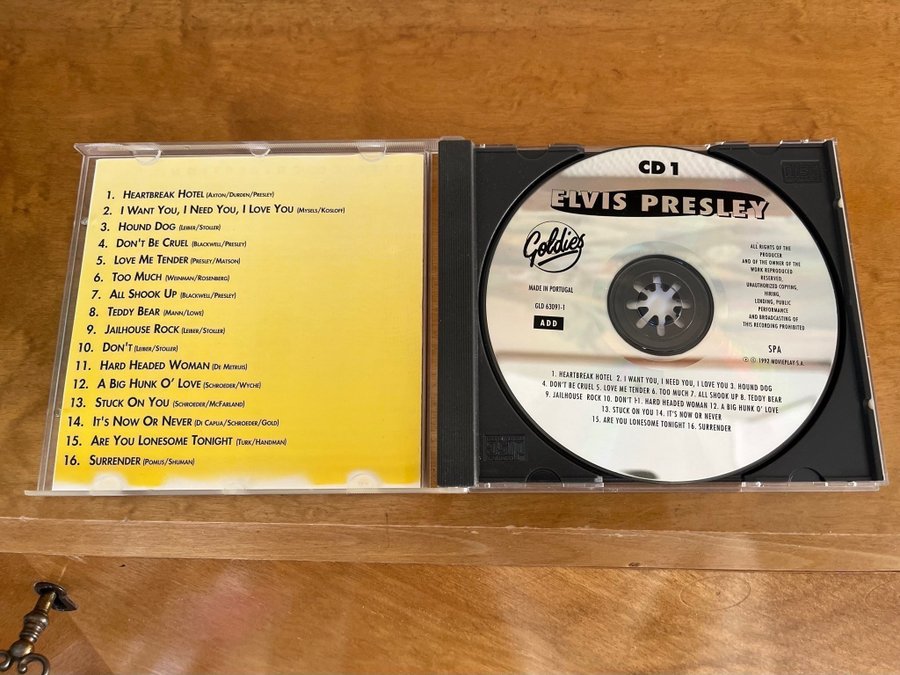 1. Heartbreak Hotel (Axton/Durden/Presley)
2. I Want You, I Need You, I Love You (Mysels/Kosloff)
3. Hound Dog (Leiber/Stoller)
4. Don't Be Cruel (Blackwell/Presley)
5. Love Me Tender (Presley/Matson)
6. Too Much (Weinman/Rosenberg)
7. All Shook Up (Blackwell/Presley)
8. Teddy Bear (Mann/Lowe)
9. Jailhouse Rock (Leiber/Stoller)
10. Don't (Leiber/Stoller)
11. Hard Headed Woman (De Metruis)
12. A Big Hunk O' Love (Schroeder/Wyche)
13. Stuck On You (Schroeder/McFarland)
14. It's Now Or Never (Di Capua/Schroeder/Gold)
15. Are You Lonesome Tonight (Turk/Handman)
16. Surrender (Pomus/Shuman)
CD 1
ELVIS PRESLEY
Goldies
MADE IN PORTUGAL
GLD 63091-1
ADD
ALL RIGHTS OF THE
PRODUCER
AND OF THE OWNER OF THE
WORK REPRODUCED
RESERVED.
UNAUTHORIZED COPYING,
HIRING,
LENDING, PUBLIC
PERFORMANCE
AND BROADCASTING OF
THIS RECORDING PROHIBITED
SPA
℗ © 1992 MOVIEPLAY S.A.
1. HEARTBREAK HOTEL 2. I WANT YOU, I NEED YOU, I LOVE YOU 3. HOUND DOG
4. DON'T BE CRUEL 5. LOVE ME TENDER 6. TOO MUCH 7. ALL SHOOK UP 8. TEDDY BEAR
9. JAILHOUSE ROCK 10. DON'T 11. HARD HEADED WOMAN 12. A BIG HUNK O' LOVE
13. STUCK ON YOU 14. IT'S NOW OR NEVER
15. ARE YOU LONESOME TONIGHT 16. SURRENDER